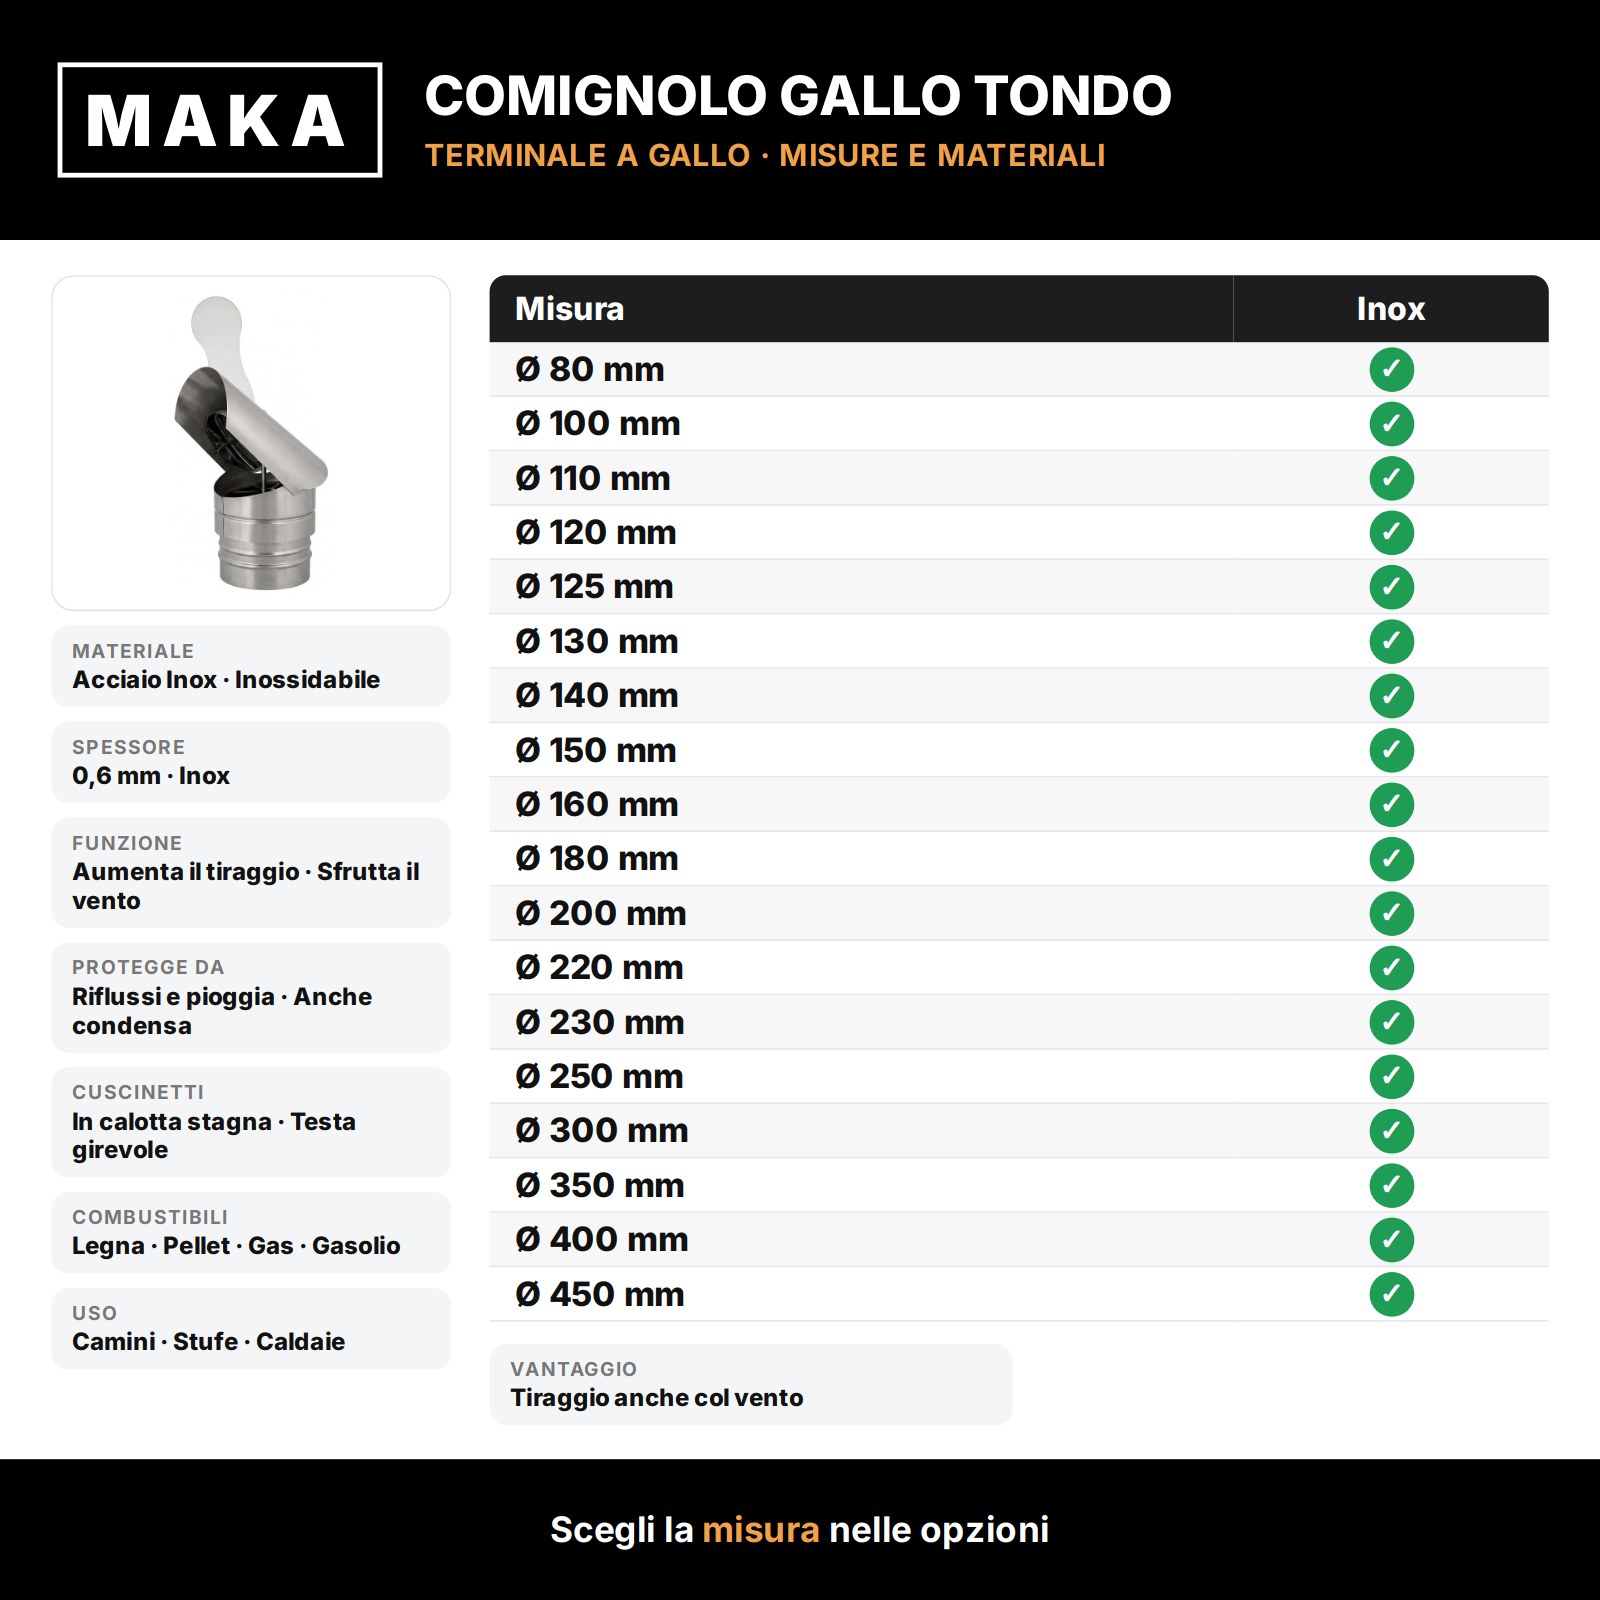 MAKA
COMIGNOLO GALLO TONDO
TERMINALE A GALLO · MISURE E MATERIALI
MATERIALE
Acciaio Inox · Inossidabile
SPESSORE
0,6 mm · Inox
FUNZIONE
Aumenta il tiraggio · Sfrutta il
vento
PROTEGGE DA
Riflussi e pioggia · Anche
condensa
CUSCINETTI
In calotta stagna · Testa
girevole
COMBUSTIBILI
Legna · Pellet · Gas · Gasolio
USO
Camini · Stufe · Caldaie
Misura Inox
Ø 80 mm ✓
Ø 100 mm ✓
Ø 110 mm ✓
Ø 120 mm ✓
Ø 125 mm ✓
Ø 130 mm ✓
Ø 140 mm ✓
Ø 150 mm ✓
Ø 160 mm ✓
Ø 180 mm ✓
Ø 200 mm ✓
Ø 220 mm ✓
Ø 230 mm ✓
Ø 250 mm ✓
Ø 300 mm ✓
Ø 350 mm ✓
Ø 400 mm ✓
Ø 450 mm ✓
VANTAGGIO
Tiraggio anche col vento
Scegli la misura nelle opzioni